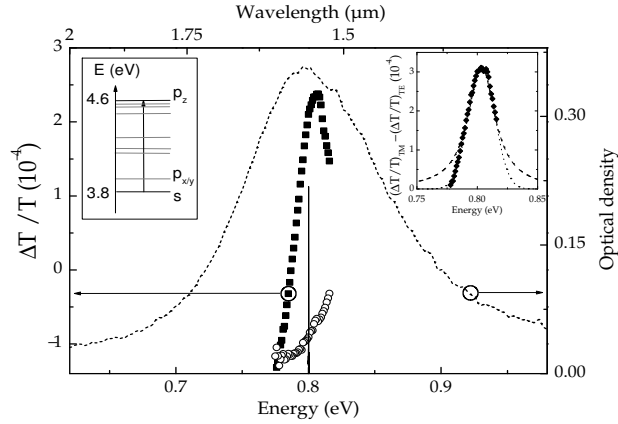 Wavelength (μm)
2 1.75 1.5
3
2
1
0
−1
ΔT /T (10⁻⁴)
E (eV)
4.6
3.8
p_z
p_x/y
s
(ΔT/T)_TM −(ΔT/T)_TE (10⁻⁴)
3
2
1
0
0.75 0.80 0.85
Energy (eV)
0.30
0.15
0.00
Optical density
0.7 0.8 0.9
Energy (eV)